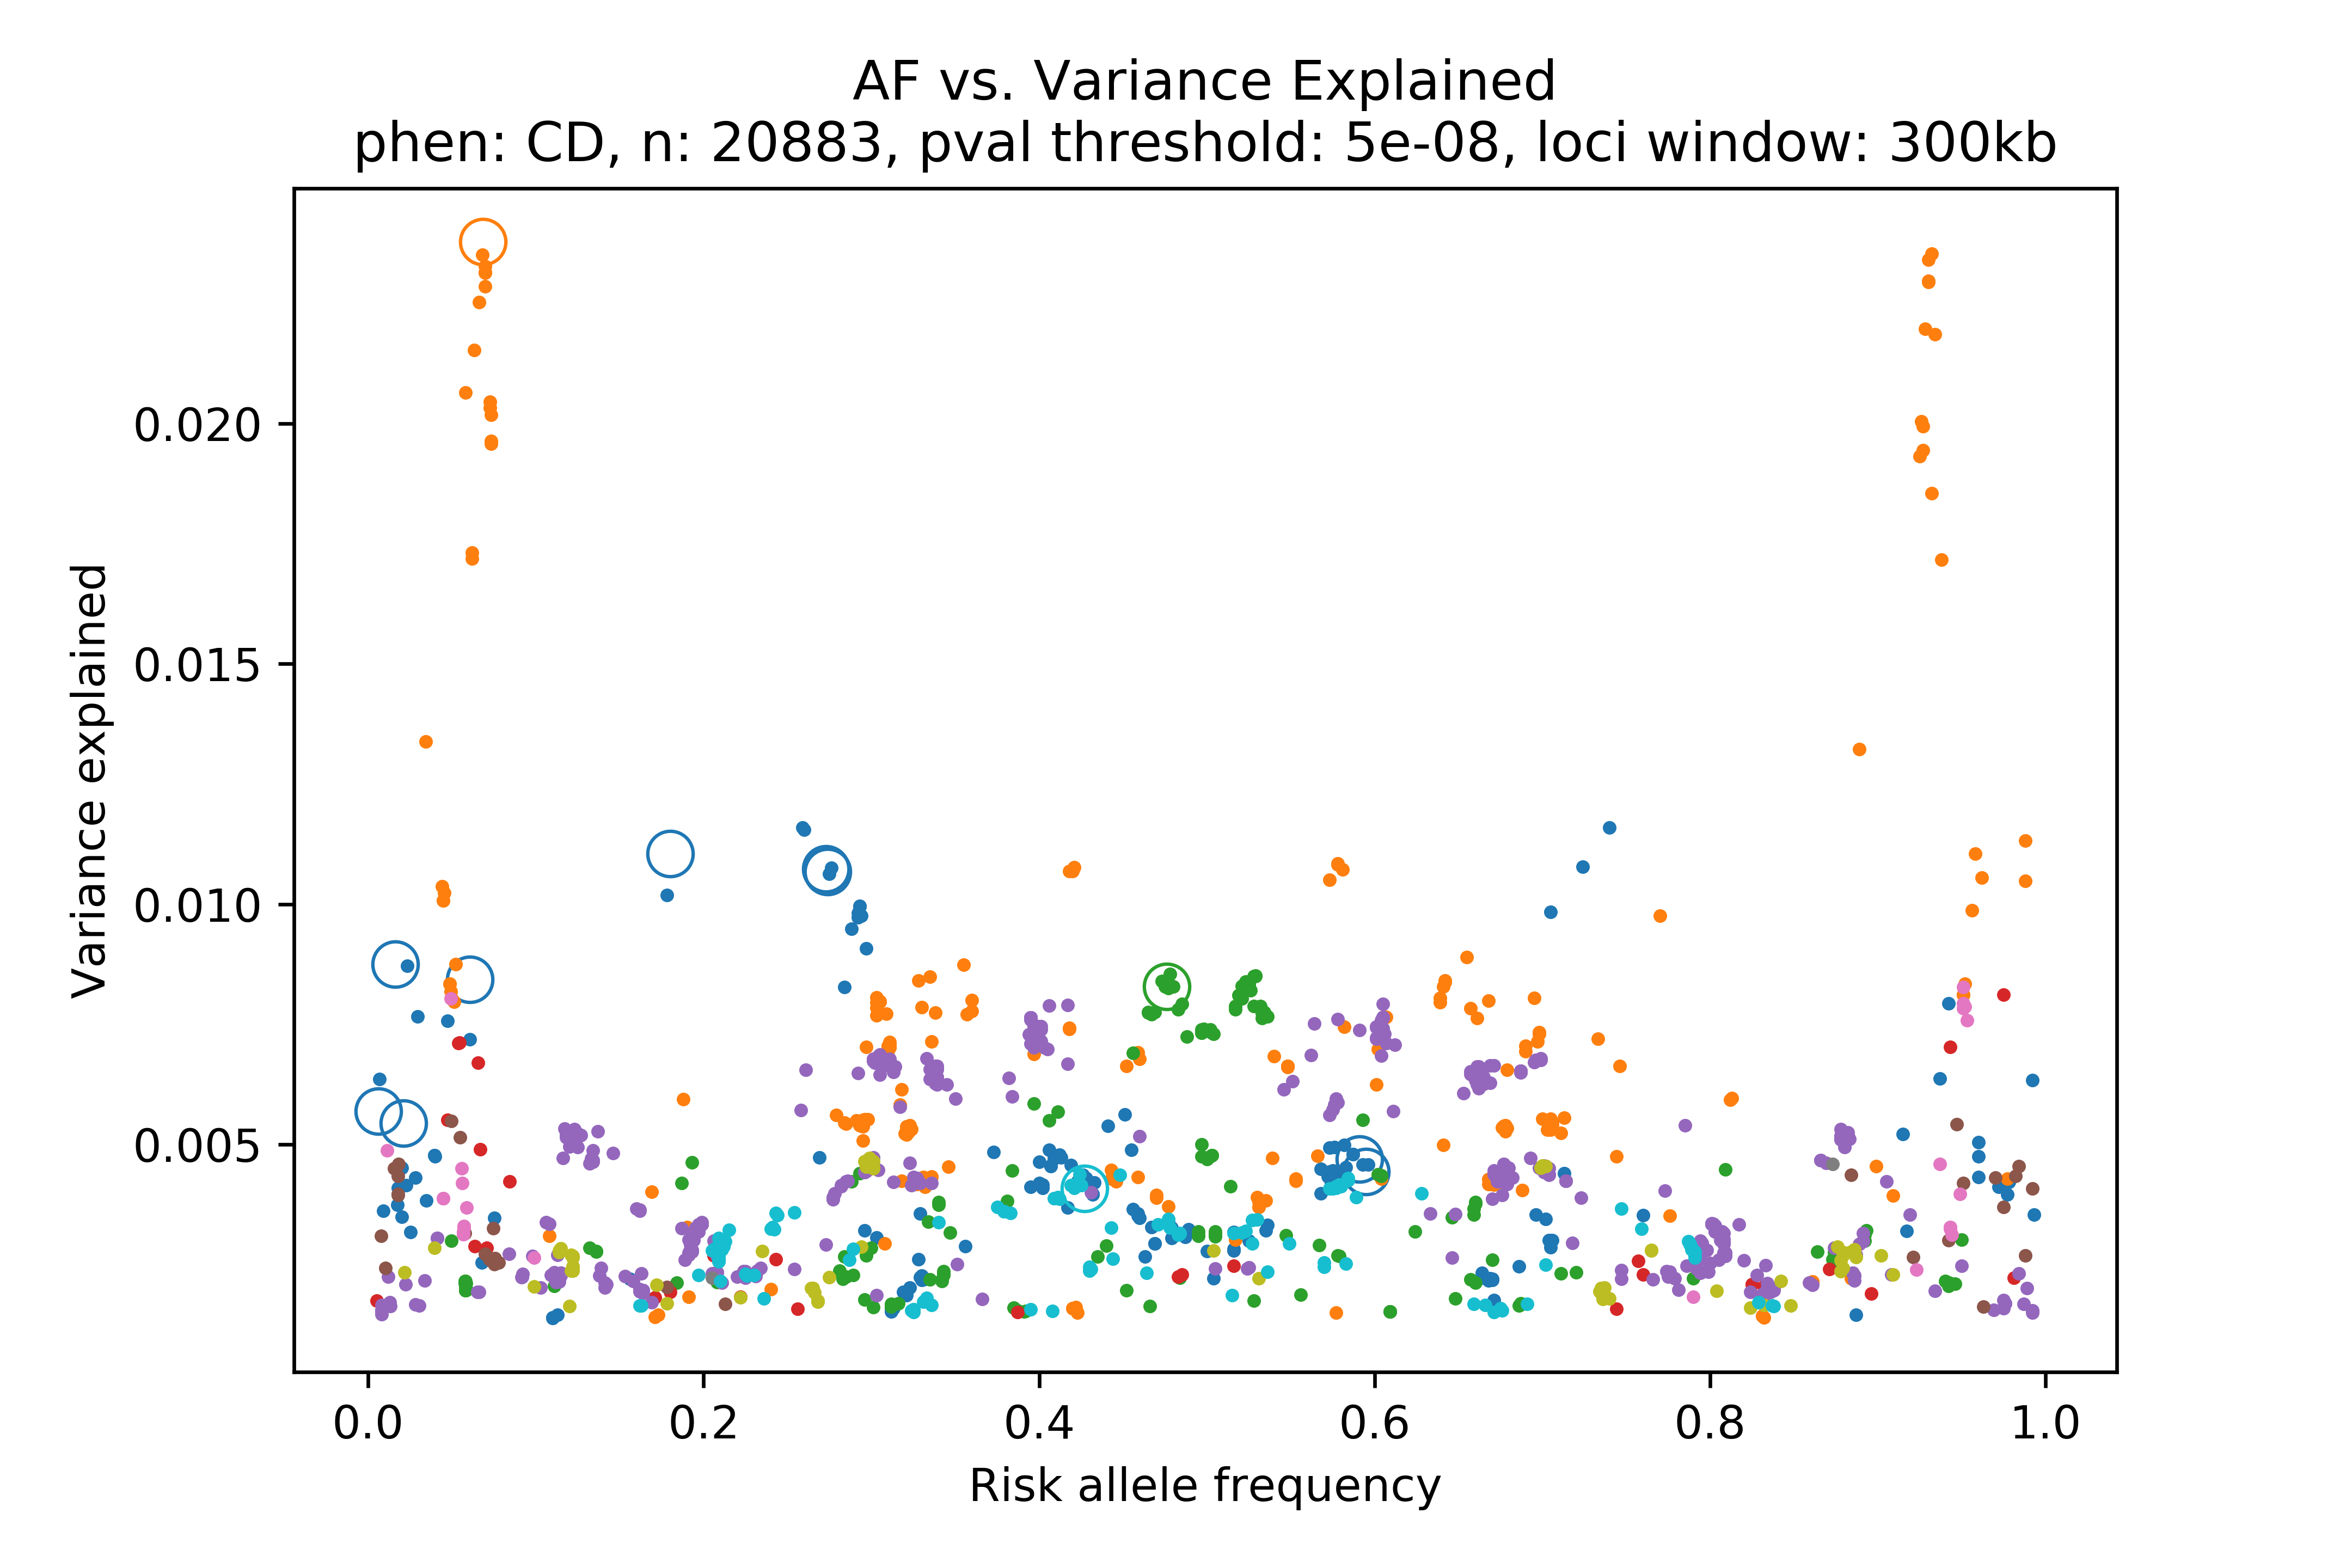 AF vs. Variance Explained
phen: CD, n: 20883, pval threshold: 5e-08, loci window: 300kb
Variance explained
0.020
0.015
0.010
0.005
0.0 0.2 0.4 0.6 0.8 1.0
Risk allele frequency